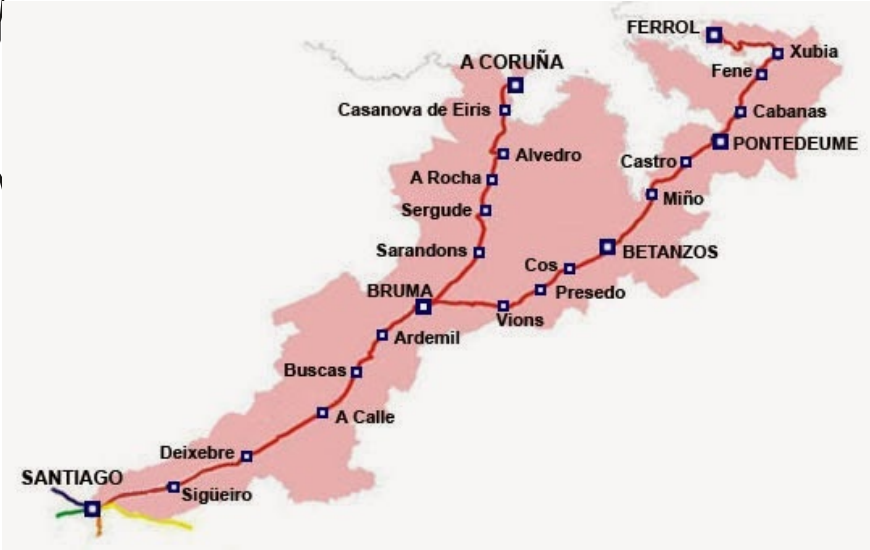 FERROL
Xubia
A CORUÑA
Fene
Casanova de Eiris
Cabanas
PONTEDEUME
Alvedro
Castro
A Rocha
Miño
Sergude
Sarandons
BETANZOS
Cos
BRUMA
Presedo
Vions
Ardemil
Buscas
A Calle
Deixebre
SANTIAGO
Sigüeiro